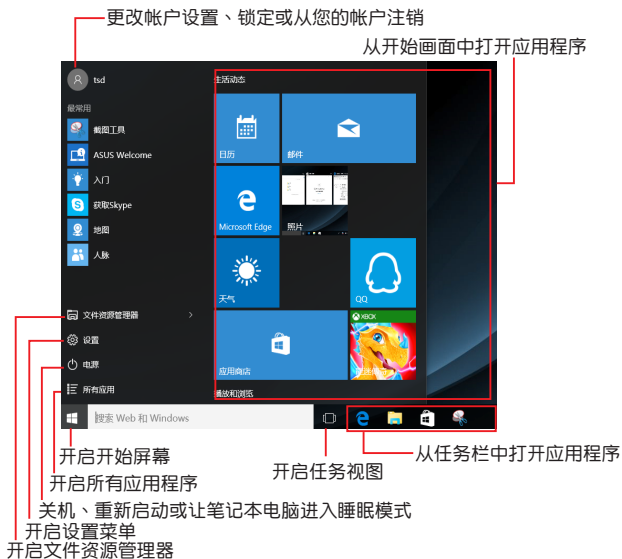 更改帐户设置、锁定或从您的帐户注销
从开始画面中打开应用程序
tsd
生活动态
最常用
截图工具
ASUS Welcome
入门
获取Skype
地图
人脉
日历
邮件
Microsoft Edge
照片
天气
QQ
应用商店
XBOX
播放和浏览
文件资源管理器
设置
电源
所有应用
搜索 Web 和 Windows
开启开始屏幕
开启任务视图
从任务栏中打开应用程序
开启所有应用程序
关机、重新启动或让笔记本电脑进入睡眠模式
开启设置菜单
开启文件资源管理器